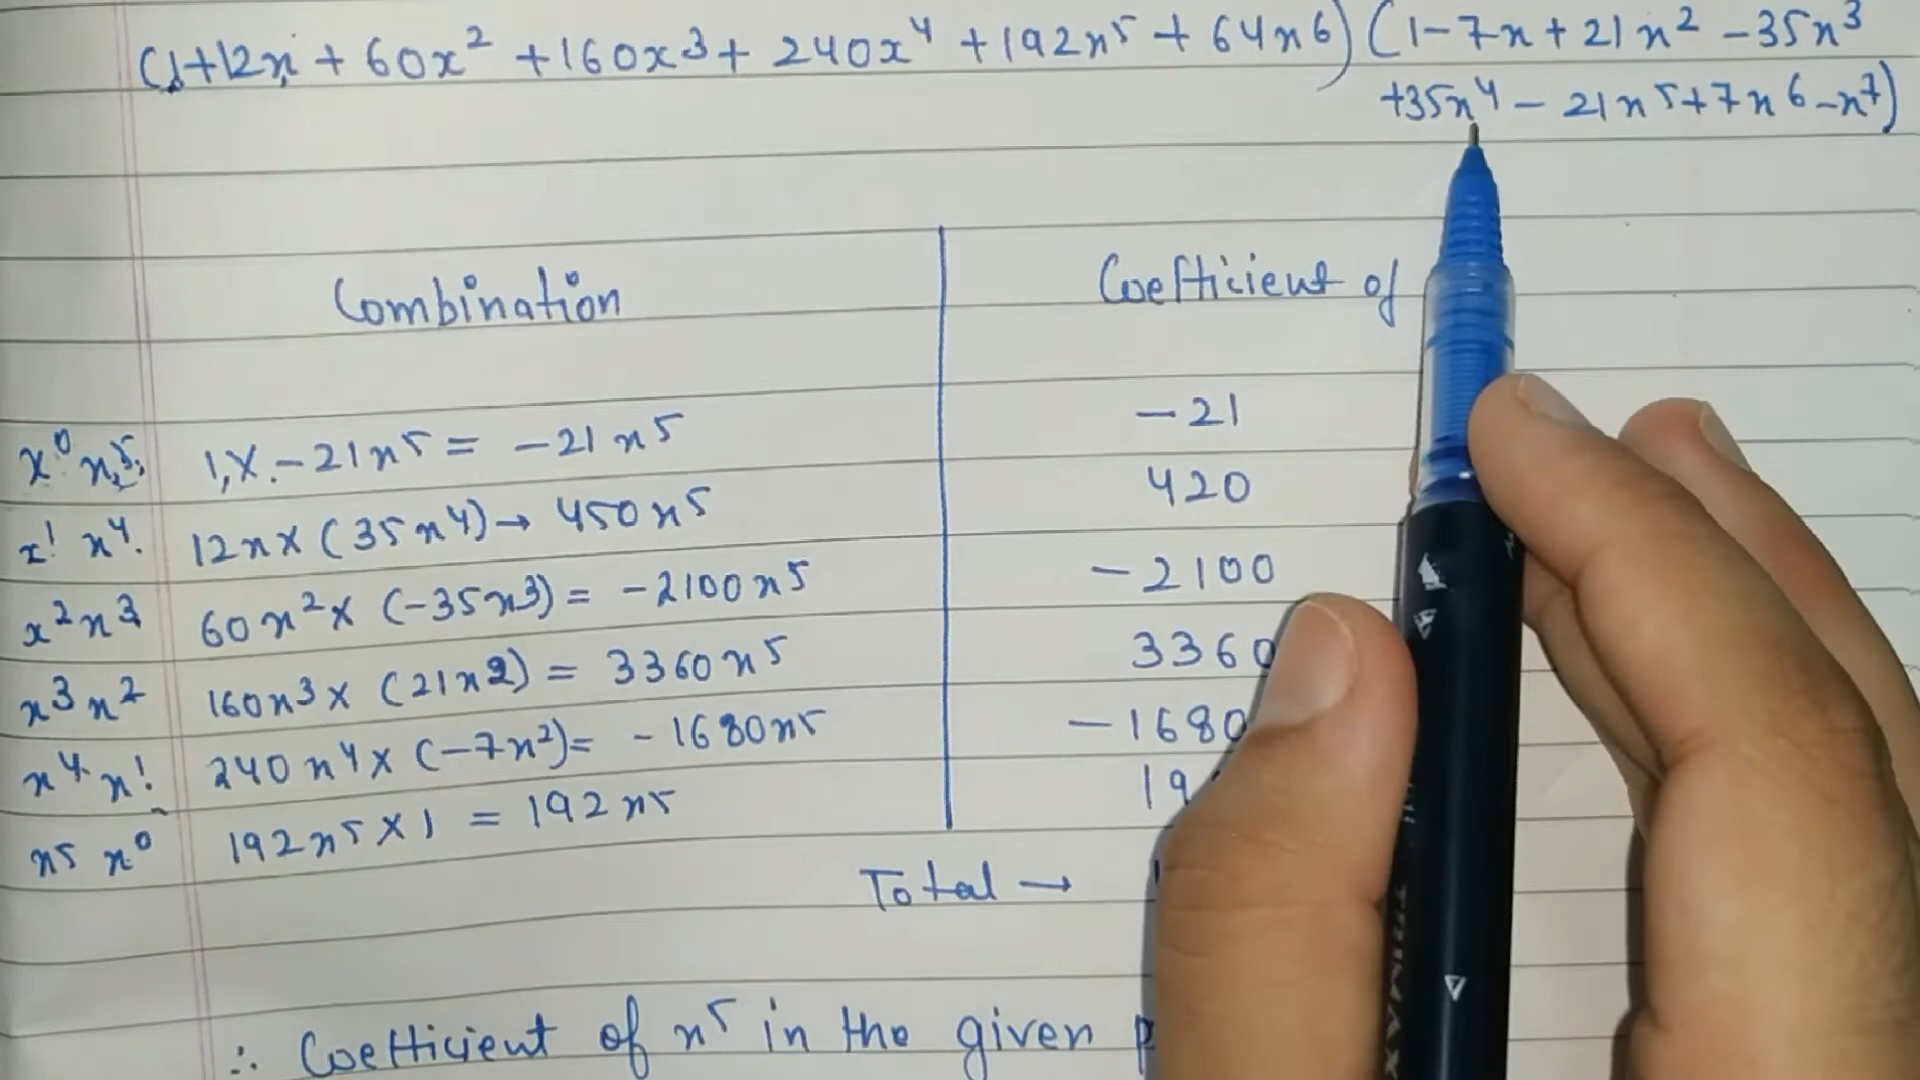 (1+12x + 60x² + 160x³ + 240x⁴ + 192x⁵ + 64x⁶) (1-7x + 21x² - 35x³
+35x⁴ - 21x⁵ + 7x⁶ - x⁷)
Combination Coefficient of
x⁰ x⁵ 1 × -21x⁵ = -21x⁵ -21
x¹ x⁴ 12x × (35x⁴) → 450x⁵ 420
x² x³ 60x² × (-35x³) = -2100x⁵ -2100
x³ x² 160x³ × (21x²) = 3360x⁵ 3360
x⁴ x¹ 240x⁴ × (-7x²) = -1680x⁵ -1680
x⁵ x⁰ 192x⁵ × 1 = 192x⁵ 19
Total →
∴ Coefficient of x⁵ in the given